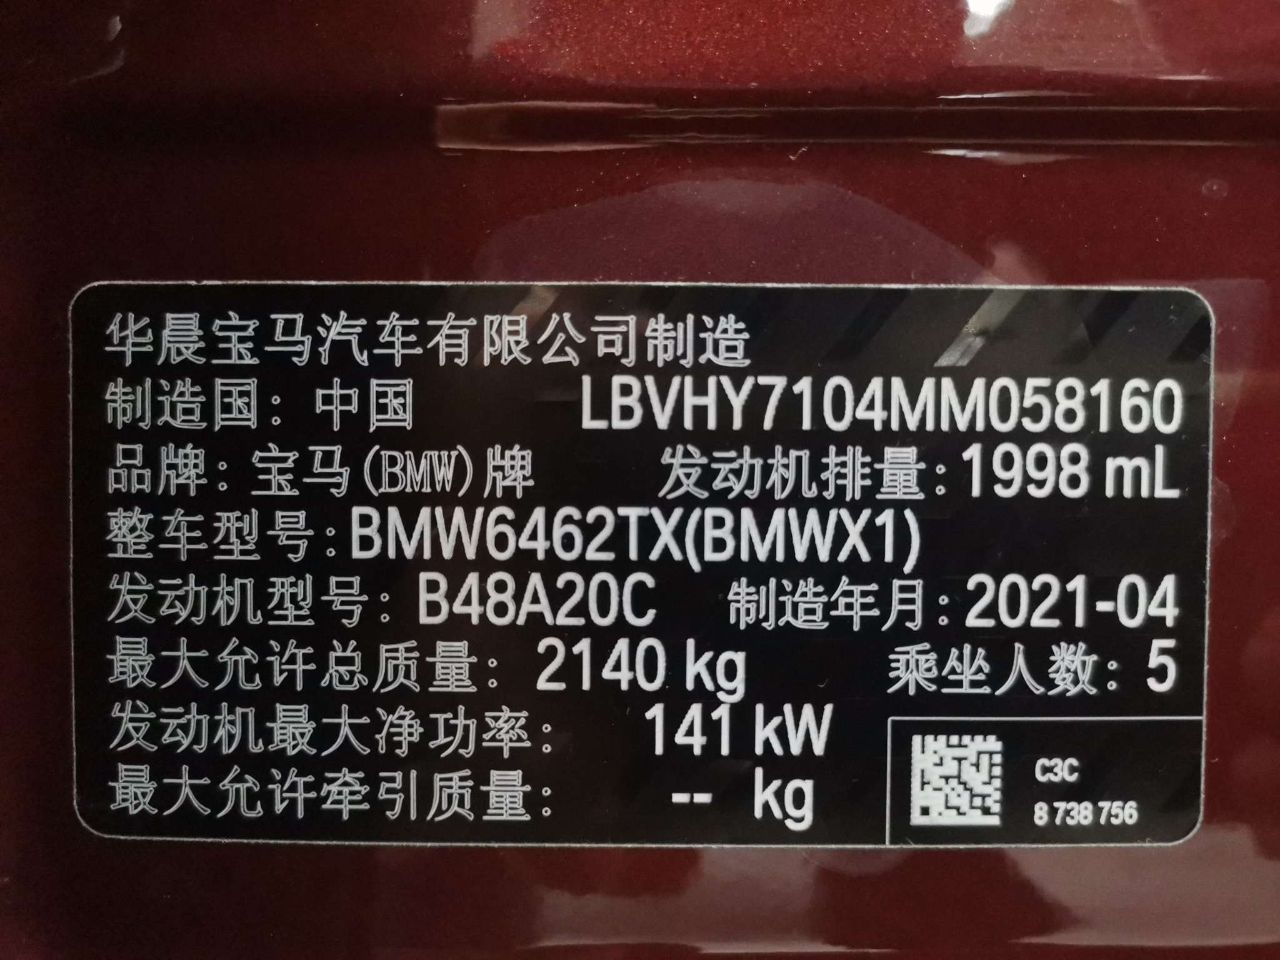 华晨宝马汽车有限公司制造
制造国: 中国 LBVHY7104MM058160
品牌: 宝马(BMW)牌 发动机排量: 1998 mL
整车型号: BMW6462TX(BMWX1)
发动机型号: B48A20C 制造年月: 2021-04
最大允许总质量: 2140 kg 乘坐人数: 5
发动机最大净功率: 141 kW
最大允许牵引质量: -- kg
C3C
8 738 756